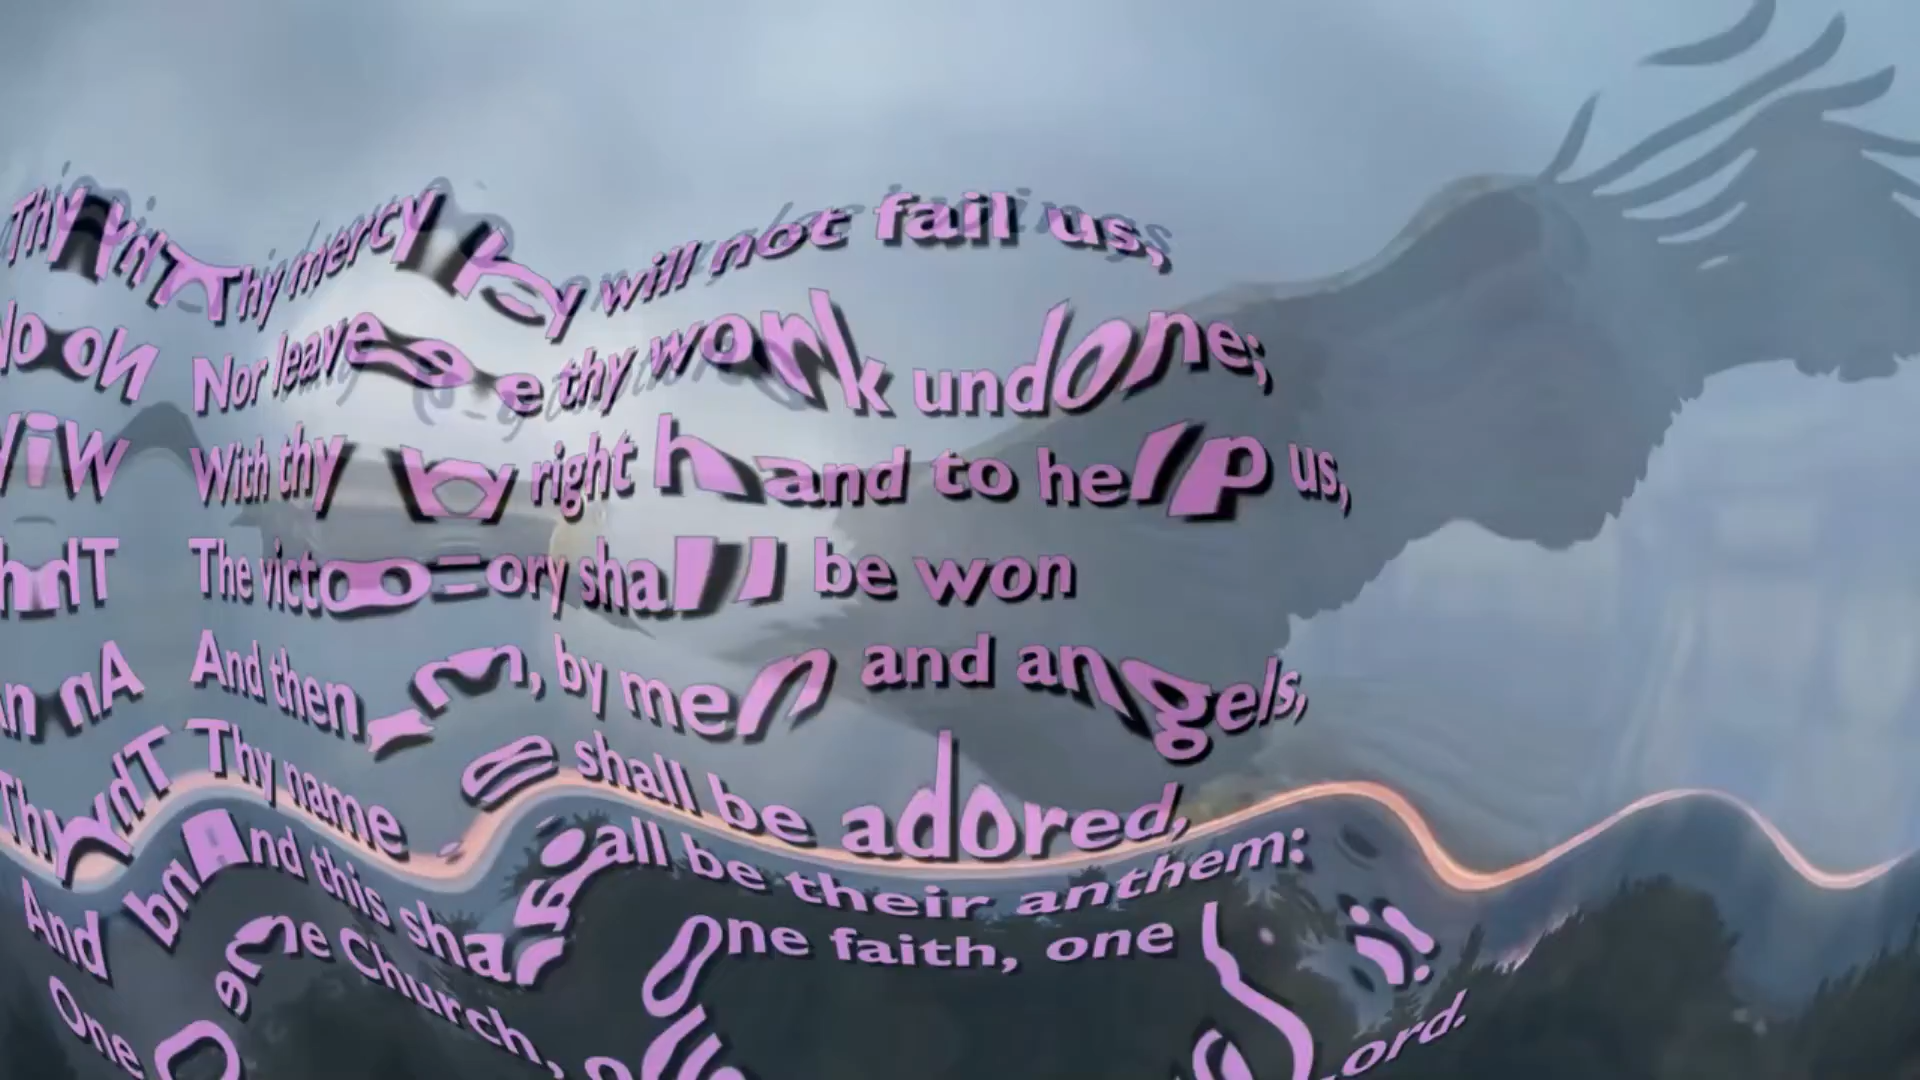 Thy mercy will not fail us,
Nor leave thy work undone;
With thy right hand to help us,
The victory shall be won
And then, by men and angels,
Thy name shall be adored,
And this shall be their anthem:
One Church, one faith, one Lord.